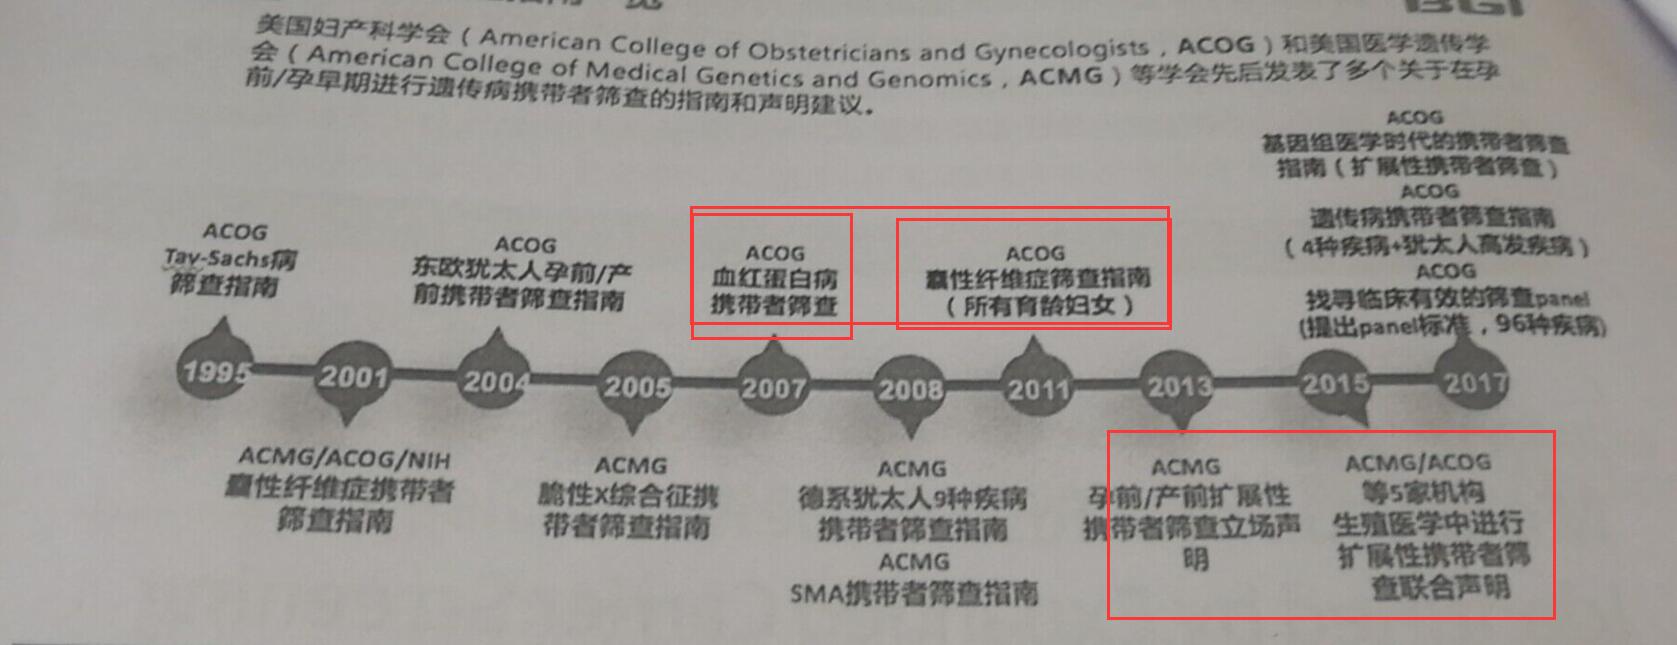 览
BGI
美国妇产科学会（American College of Obstetricians and Gynecologists，ACOG）和美国医学遗传学
会（American College of Medical Genetics and Genomics，ACMG）等学会先后发表了多个关于在孕
前/孕早期进行遗传病携带者筛查的指南和声明建议。
ACOG
Tay-Sachs病
筛查指南
ACOG
东欧犹太人孕前/产
前携带者筛查指南
ACOG
血红蛋白病
携带者筛查
ACOG
囊性纤维症筛查指南
（所有育龄妇女）
ACOG
基因组医学时代的携带者筛查
指南（扩展性携带者筛查）
ACOG
遗传病携带者筛查指南
（4种疾病+犹太人高发疾病）
ACOG
找寻临床有效的筛查panel
(提出panel标准，96种疾病)
1995 2001 2004 2005 2007 2008 2011 2013 2015 2017
ACMG/ACOG/NIH
囊性纤维症携带者
筛查指南
ACMG
脆性X综合征携
带者筛查指南
ACMG
德系犹太人9种疾病
携带者筛查指南
ACMG
SMA携带者筛查指南
ACMG
孕前/产前扩展性
携带者筛查立场声
明
ACMG/ACOG
等5家机构
生殖医学中进行
扩展性携带者筛
查联合声明